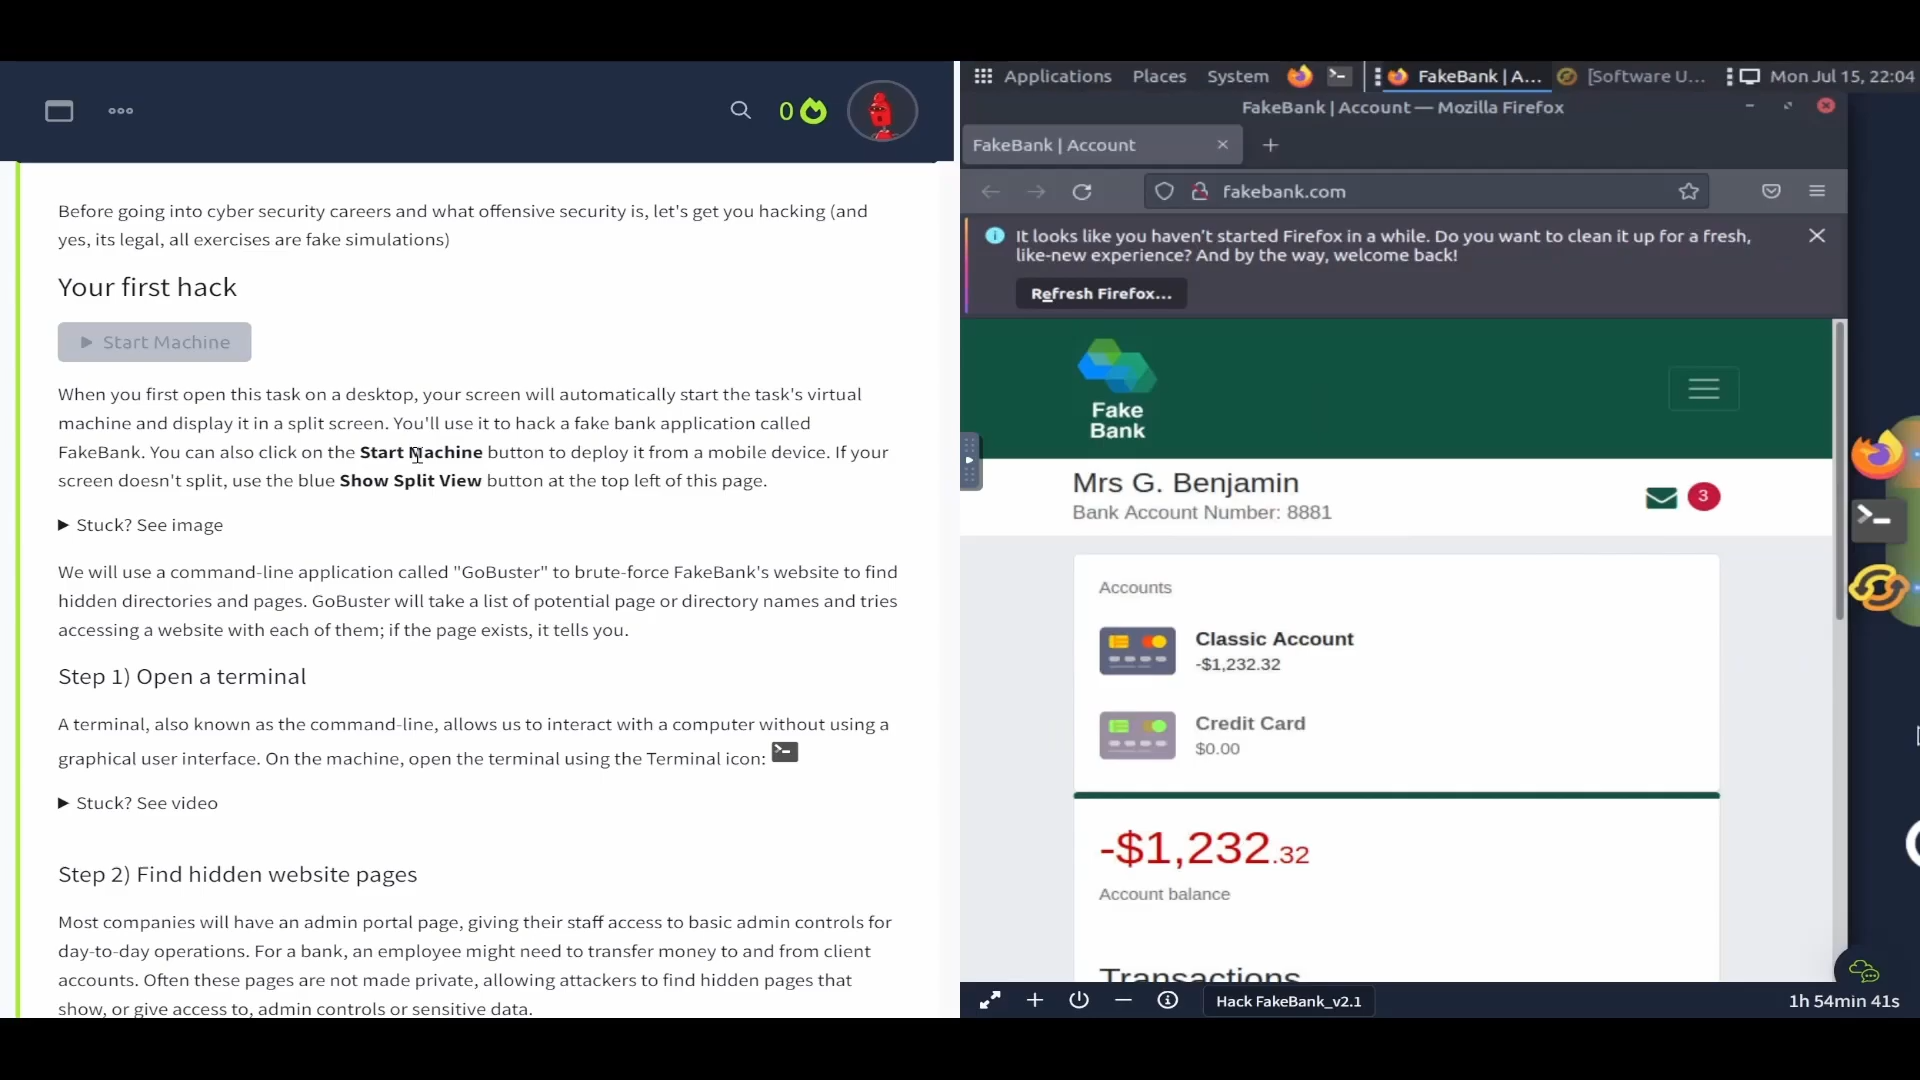 0
Before going into cyber security careers and what offensive security is, let's get you hacking (and
yes, its legal, all exercises are fake simulations)
Your first hack
Start Machine
When you first open this task on a desktop, your screen will automatically start the task's virtual
machine and display it in a split screen. You'll use it to hack a fake bank application called
FakeBank. You can also click on the Start Machine button to deploy it from a mobile device. If your
screen doesn't split, use the blue Show Split View button at the top left of this page.
Stuck? See image
We will use a command-line application called "GoBuster" to brute-force FakeBank's website to find
hidden directories and pages. GoBuster will take a list of potential page or directory names and tries
accessing a website with each of them; if the page exists, it tells you.
Step 1) Open a terminal
A terminal, also known as the command-line, allows us to interact with a computer without using a
graphical user interface. On the machine, open the terminal using the Terminal icon:
Stuck? See video
Step 2) Find hidden website pages
Most companies will have an admin portal page, giving their staff access to basic admin controls for
day-to-day operations. For a bank, an employee might need to transfer money to and from client
accounts. Often these pages are not made private, allowing attackers to find hidden pages that
show, or give access to, admin controls or sensitive data.
Applications Places System FakeBank | A... [Software U... Mon Jul 15, 22:04
FakeBank | Account — Mozilla Firefox
FakeBank | Account
fakebank.com
It looks like you haven't started Firefox in a while. Do you want to clean it up for a fresh,
like-new experience? And by the way, welcome back!
Refresh Firefox...
Fake
Bank
Mrs G. Benjamin
Bank Account Number: 8881
3
Accounts
Classic Account
-$1,232.32
Credit Card
$0.00
-$1,232.32
Account balance
Transactions
Hack FakeBank_v2.1
1h 54min 41s